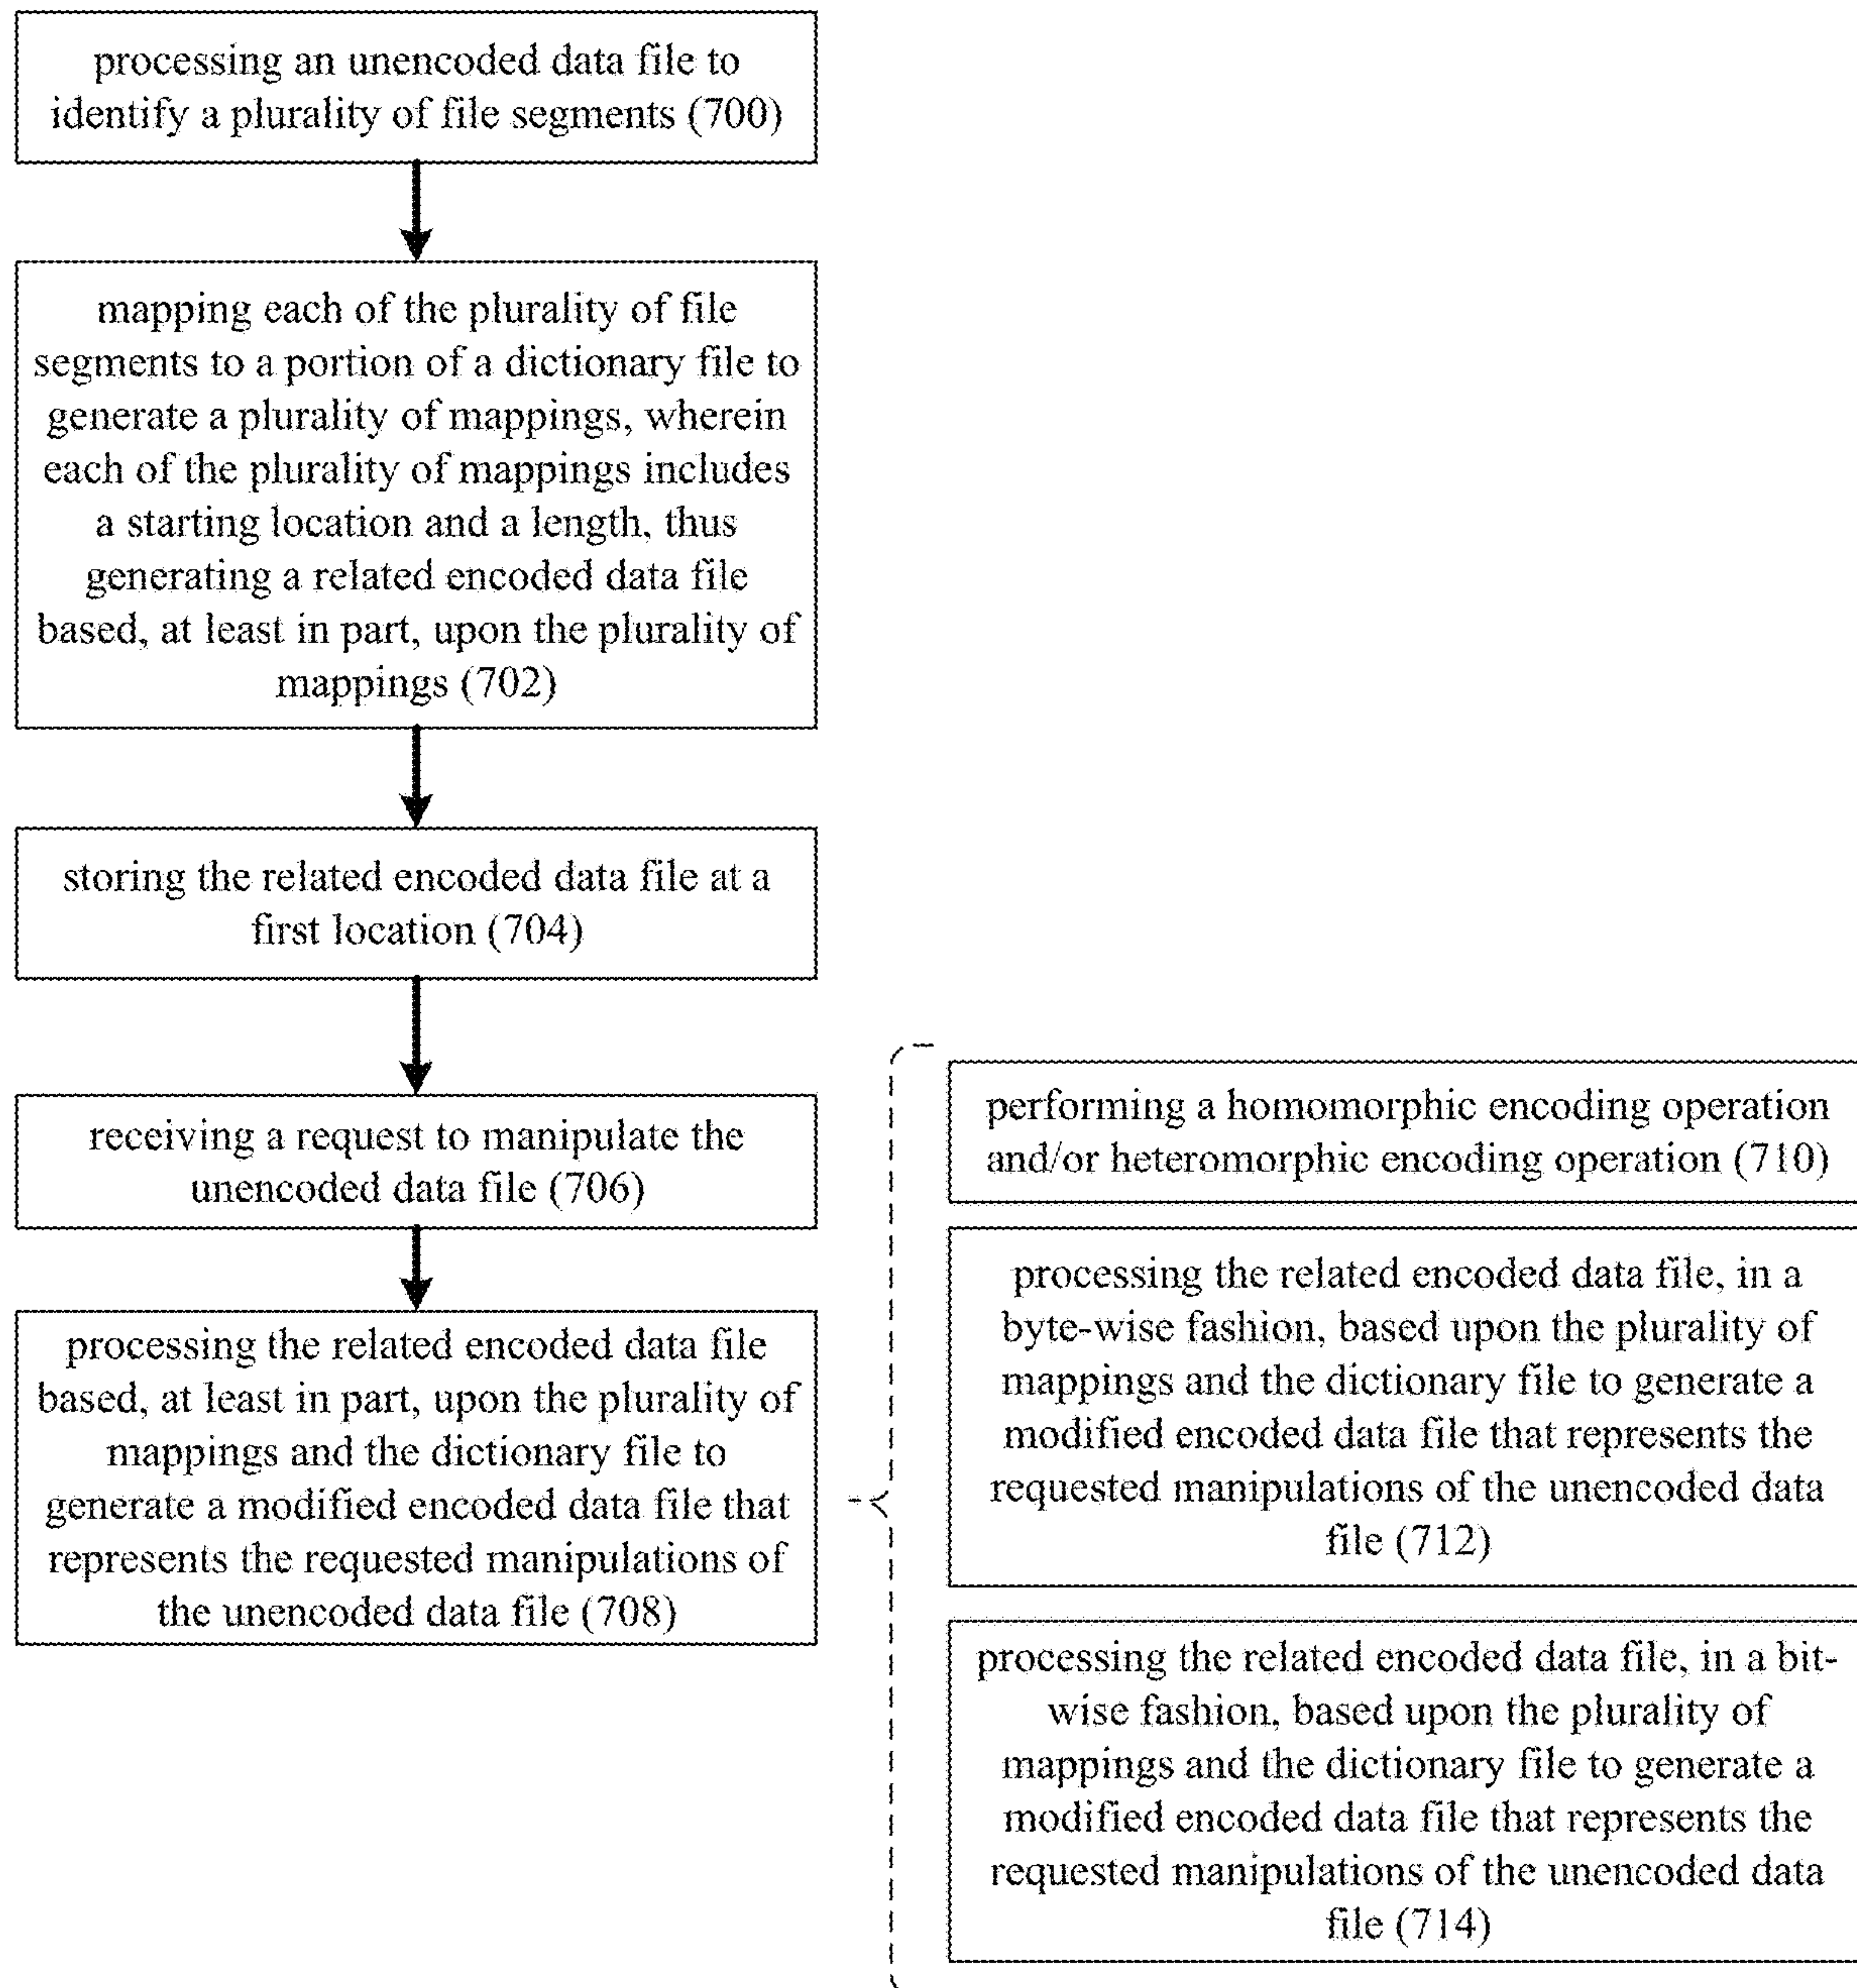 processing an unencoded data file to
identify a plurality of file segments (700)
mapping each of the plurality of file
segments to a portion of a dictionary file to
generate a plurality of mappings, wherein
each of the plurality of mappings includes
a starting location and a length, thus
generating a related encoded data file
based, at least in part, upon the plurality of
mappings (702)
storing the related encoded data file at a
first location (704)
receiving a request to manipulate the
unencoded data file (706)
processing the related encoded data file
based, at least in part, upon the plurality of
mappings and the dictionary file to
generate a modified encoded data file that
represents the requested manipulations of
the unencoded data file (708)
performing a homomorphic encoding operation
and/or heteromorphic encoding operation (710)
processing the related encoded data file, in a
byte-wise fashion, based upon the plurality of
mappings and the dictionary file to generate a
modified encoded data file that represents the
requested manipulations of the unencoded data
file (712)
processing the related encoded data file, in a bit-
wise fashion, based upon the plurality of
mappings and the dictionary file to generate a
modified encoded data file that represents the
requested manipulations of the unencoded data
file (714)